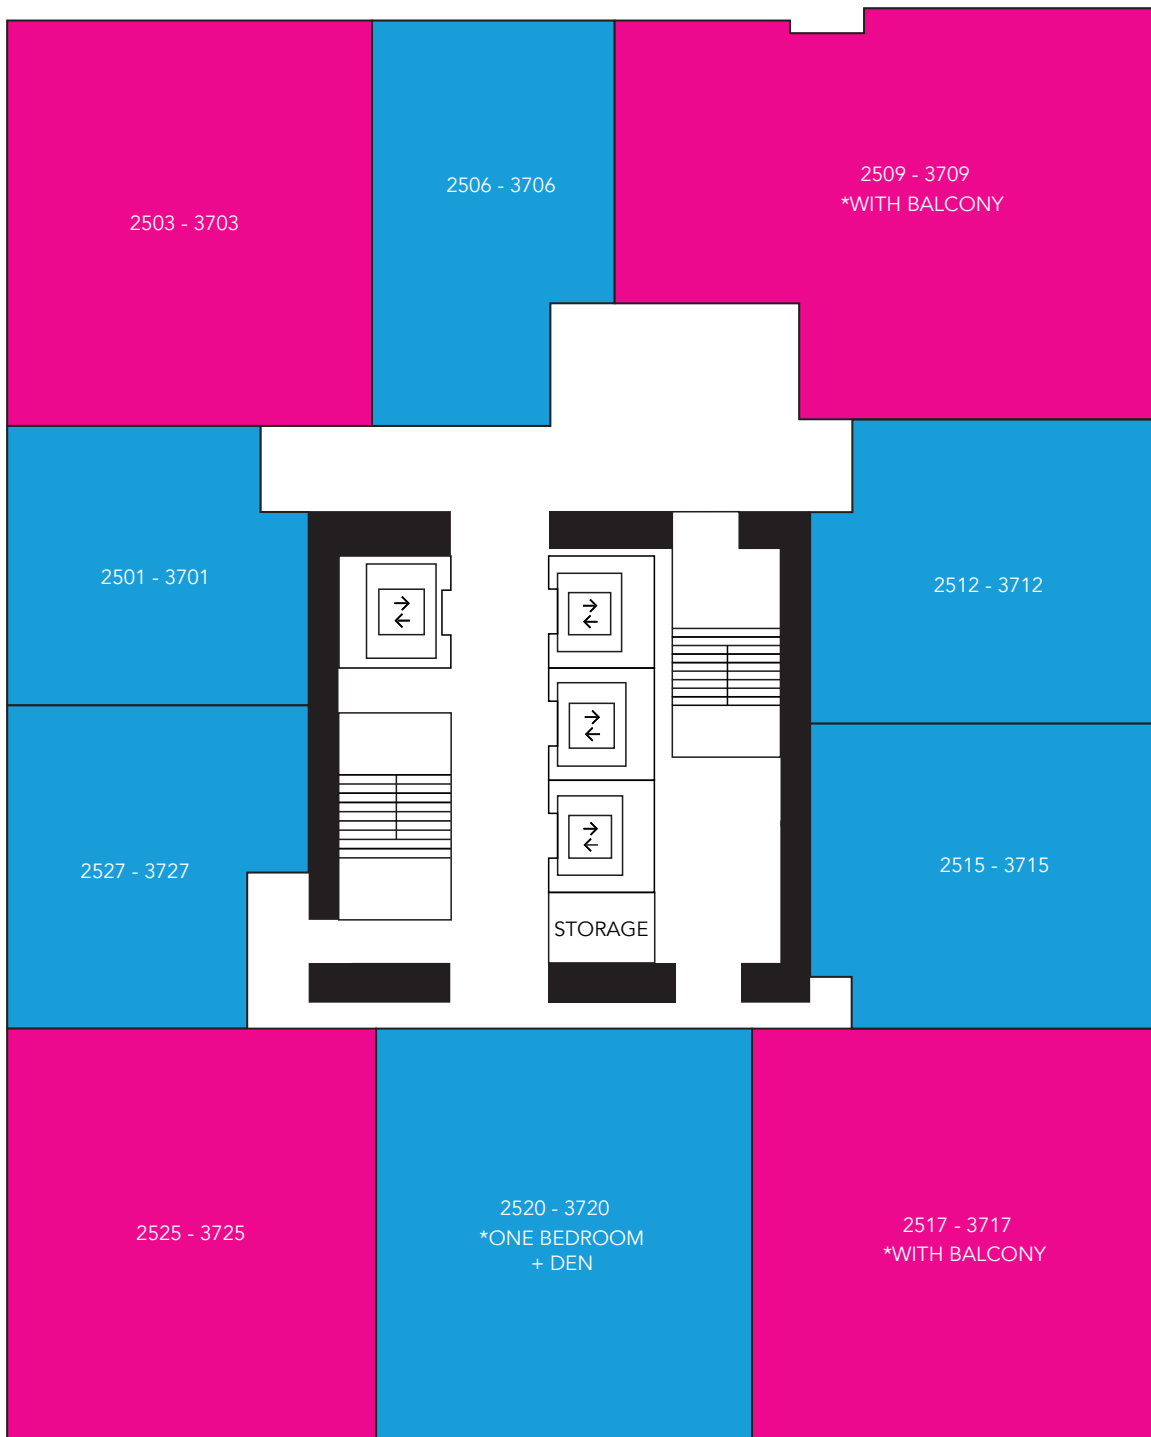 2503 - 3703
2506 - 3706
2509 - 3709
*WITH BALCONY
2501 - 3701
2512 - 3712
2527 - 3727
2515 - 3715
STORAGE
2525 - 3725
2520 - 3720
*ONE BEDROOM
+ DEN
2517 - 3717
*WITH BALCONY